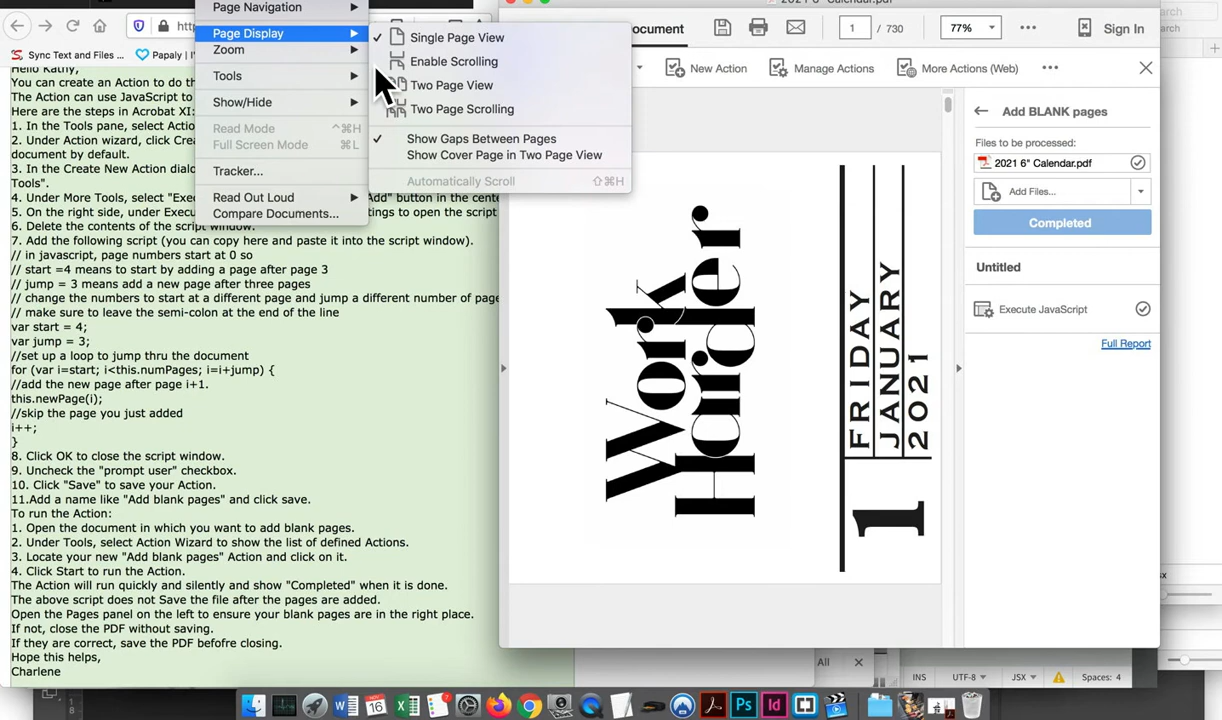 Page Navigation
2021 6" Calendar.pdf
Page Display
Zoom
Tools
Show/Hide
Read Mode ^⌘H
Full Screen Mode ⌘L
Tracker...
Read Out Loud
Compare Documents...
Single Page View
Enable Scrolling
Two Page View
Two Page Scrolling
Show Gaps Between Pages
Show Cover Page in Two Page View
Automatically Scroll ⇧⌘H
Sync Text and Files ...
Papaly |
Hello Kathy,
You can create an Action to do th
The Action can use JavaScript to
Here are the steps in Acrobat XI:
1. In the Tools pane, select Actio
2. Under Action wizard, click Crea
document by default.
3. In the Create New Action dialo
Tools".
4. Under More Tools, select "Exec Add" button in the cente
5. On the right side, under Execu ttings to open the script
6. Delete the contents of the script window.
7. Add the following script (you can copy here and paste it into the script window).
// in javascript, page numbers start at 0 so
// start =4 means to start by adding a page after page 3
// jump = 3 means add a new page after three pages
// change the numbers to start at a different page and jump a different number of page
// make sure to leave the semi-colon at the end of the line
var start = 4;
var jump = 3;
//set up a loop to jump thru the document
for (var i=start; i<this.numPages; i=i+jump) {
//add the new page after page i+1.
this.newPage(i);
//skip the page you just added
i++;
}
8. Click OK to close the script window.
9. Uncheck the "prompt user" checkbox.
10. Click "Save" to save your Action.
11.Add a name like "Add blank pages" and click save.
To run the Action:
1. Open the document in which you want to add blank pages.
2. Under Tools, select Action Wizard to show the list of defined Actions.
3. Locate your new "Add blank pages" Action and click on it.
4. Click Start to run the Action.
The Action will run quickly and silently and show "Completed" when it is done.
The above script does not Save the file after the pages are added.
Open the Pages panel on the left to ensure your blank pages are in the right place.
If not, close the PDF without saving.
If they are correct, save the PDF befofre closing.
Hope this helps,
Charlene
ocument
1 / 730
77%
Sign In
New Action
Manage Actions
More Actions (Web)
Work
Harder
1
FRIDAY
JANUARY
2021
Add BLANK pages
Files to be processed:
2021 6" Calendar.pdf
Add Files...
Completed
Untitled
Execute JavaScript
Full Report
All
INS UTF-8 JSX Spaces: 4
NOV
16
W
X
Ps
Id